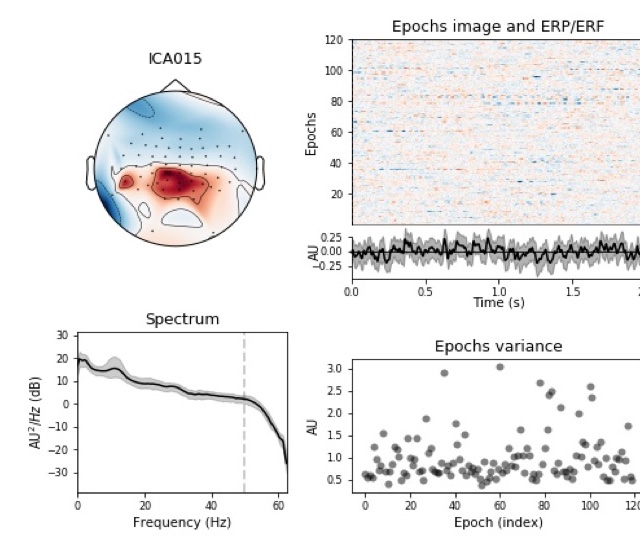 Epochs image and ERP/ERF
ICA015
120
100
80
60
40
20
Epochs
0.25
0.00
−0.25
AU
0.0 0.5 1.0 1.5 2
Time (s)
Spectrum
30
20
10
0
−10
−20
−30
AU²/Hz (dB)
0 20 40 60
Frequency (Hz)
Epochs variance
3.0
2.5
2.0
1.5
1.0
0.5
AU
0 20 40 60 80 100 120
Epoch (index)